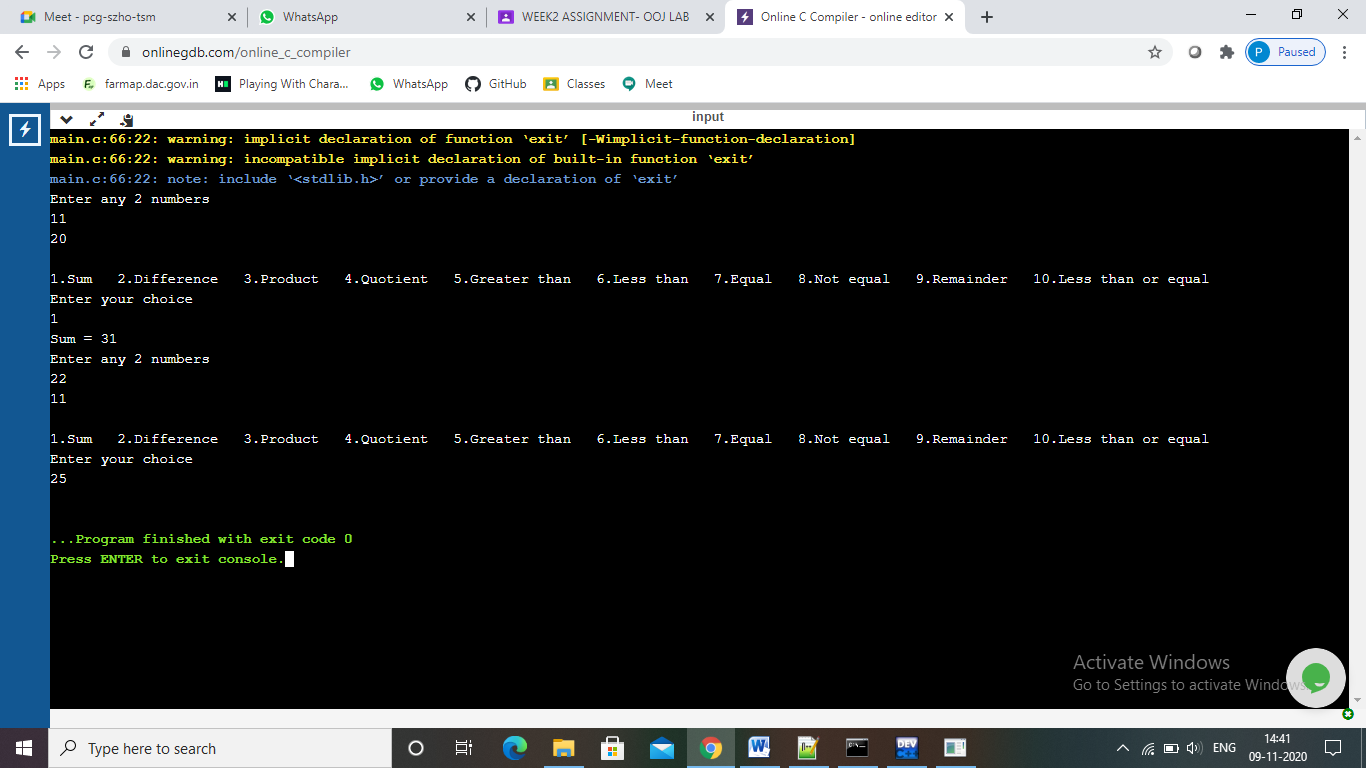 Meet - pcg-szho-tsm
WhatsApp
WEEK2 ASSIGNMENT- OOJ LAB
Online C Compiler - online editor
onlinegdb.com/online_c_compiler
P Paused
Apps
farmap.dac.gov.in
Playing With Chara...
WhatsApp
GitHub
Classes
Meet
input
main.c:66:22: warning: implicit declaration of function ‘exit’ [-Wimplicit-function-declaration]
main.c:66:22: warning: incompatible implicit declaration of built-in function ‘exit’
main.c:66:22: note: include ‘<stdlib.h>’ or provide a declaration of ‘exit’
Enter any 2 numbers
11
20
1.Sum   2.Difference   3.Product   4.Quotient   5.Greater than   6.Less than   7.Equal   8.Not equal   9.Remainder   10.Less than or equal
Enter your choice
1
Sum = 31
Enter any 2 numbers
22
11
1.Sum   2.Difference   3.Product   4.Quotient   5.Greater than   6.Less than   7.Equal   8.Not equal   9.Remainder   10.Less than or equal
Enter your choice
25
...Program finished with exit code 0
Press ENTER to exit console.
Activate Windows
Go to Settings to activate Windows
Type here to search
DEV
ENG
14:41
09-11-2020